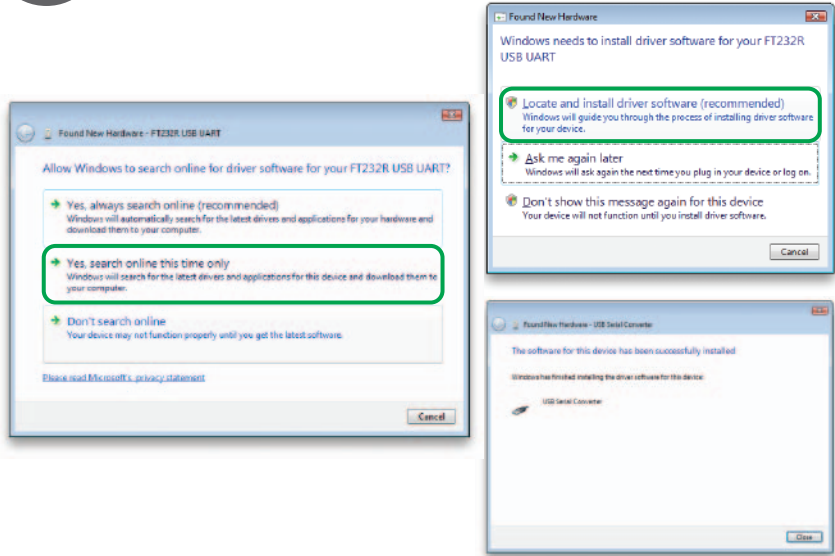 Found New Hardware
Windows needs to install driver software for your FT232R
USB UART
Locate and install driver software (recommended)
Windows will guide you through the process of installing driver software
for your device.
Ask me again later
Windows will ask again the next time you plug in your device or log on.
Don't show this message again for this device
Your device will not function until you install driver software.
Cancel
Found New Hardware - FT232R USB UART
Allow Windows to search online for driver software for your FT232R USB UART?
Yes, always search online (recommended)
Windows will automatically search for the latest drivers and applications for your hardware and
download them to your computer.
Yes, search online this time only
Windows will search for the latest drivers and applications for this device and download them to
your computer.
Don't search online
Your device may not function properly until you get the latest software.
Please read Microsoft's privacy statement
Cancel
Found New Hardware - USB Serial Converter
The software for this device has been successfully installed
Windows has finished installing the driver software for this device:
USB Serial Converter
Close